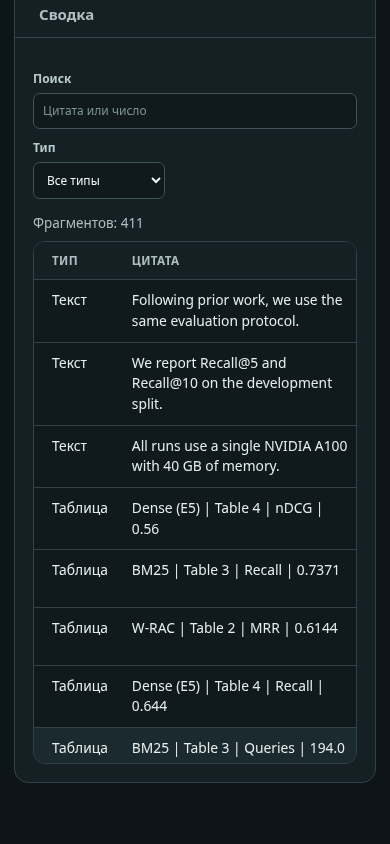 Сводка
Поиск
Цитата или число
Тип
Все типы
Фрагментов: 411
ТИП ЦИТАТА
Текст Following prior work, we use the
same evaluation protocol.
Текст We report Recall@5 and
Recall@10 on the development
split.
Текст All runs use a single NVIDIA A100
with 40 GB of memory.
Таблица Dense (E5) | Table 4 | nDCG |
0.56
Таблица BM25 | Table 3 | Recall | 0.7371
Таблица W-RAC | Table 2 | MRR | 0.6144
Таблица Dense (E5) | Table 4 | Recall |
0.644
Таблица BM25 | Table 3 | Queries | 194.0